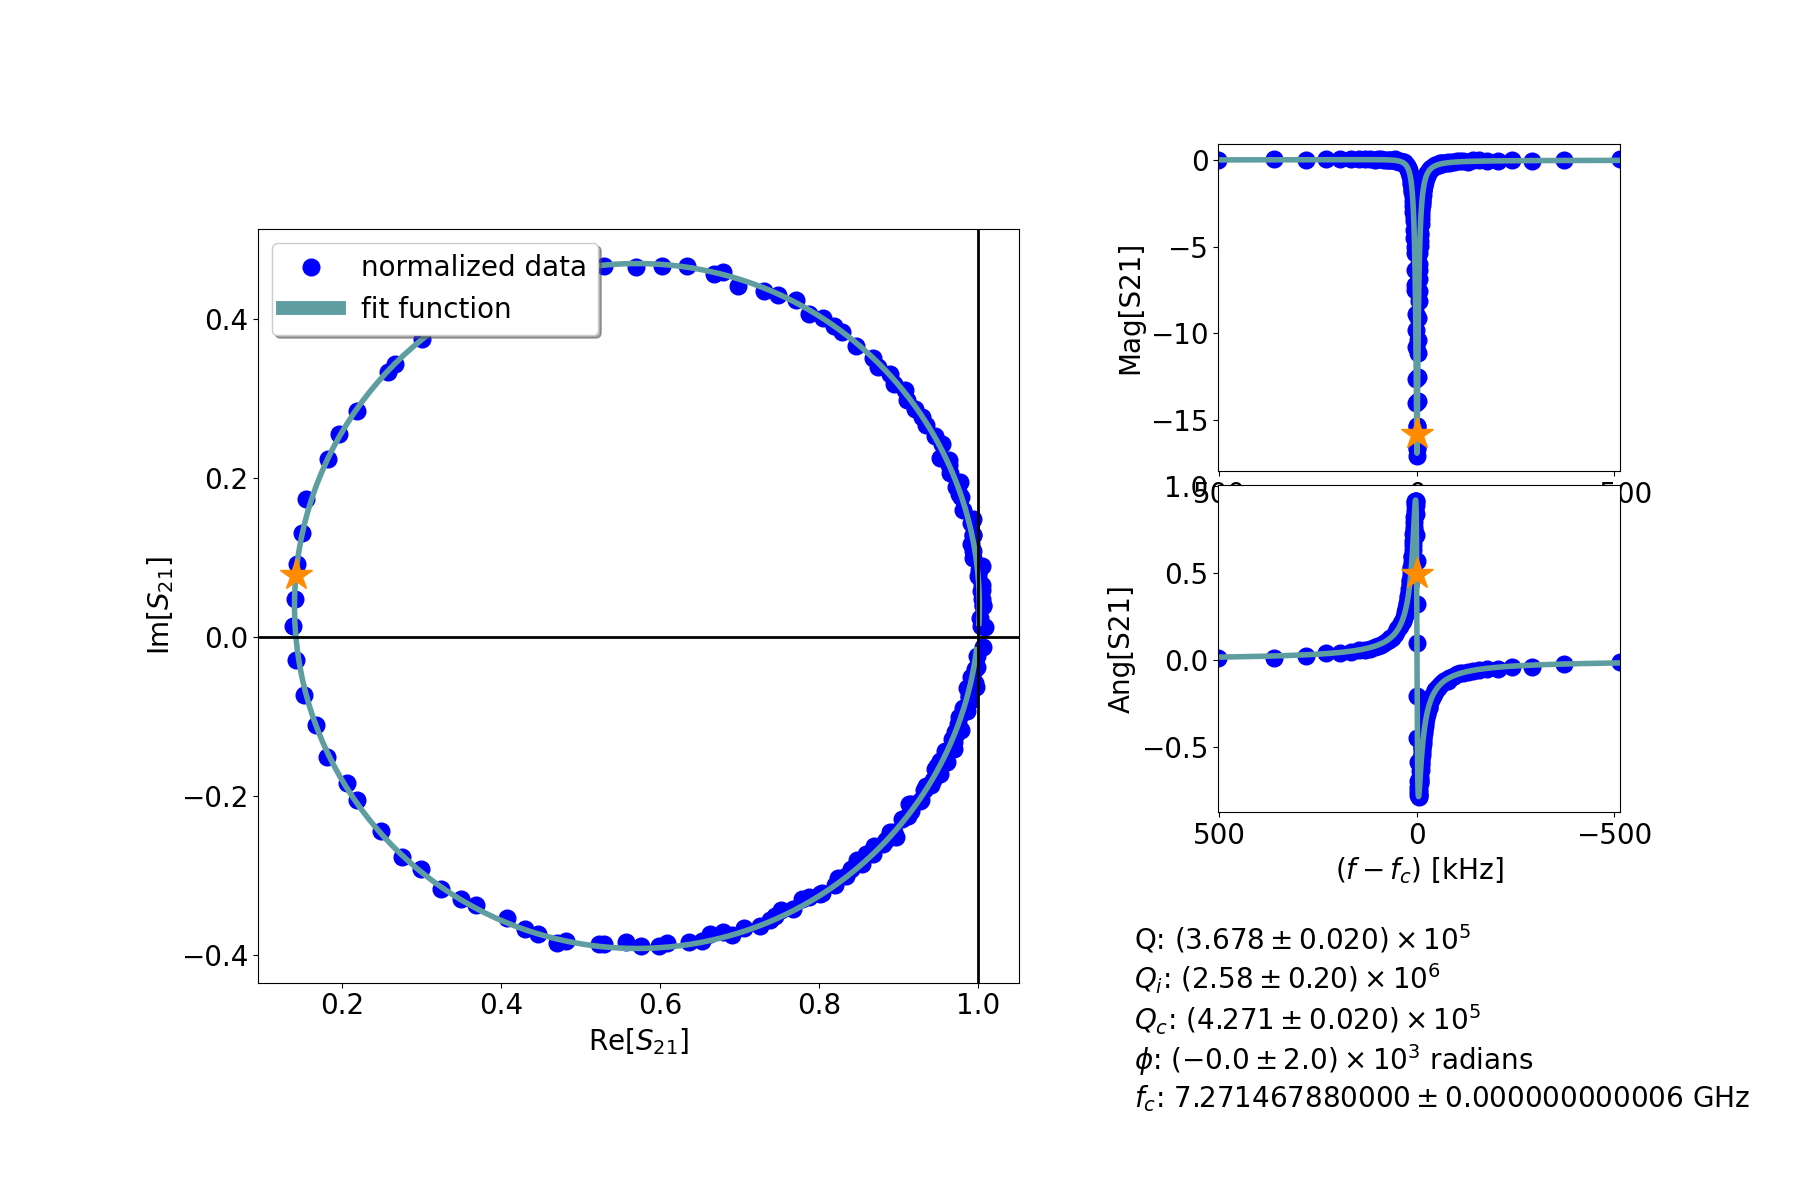 normalized data
fit function
0.4
0.2
0.0
−0.2
−0.4
Im[S21]
0.2
0.4
0.6
0.8
1.0
Re[S21]
0
−5
−10
−15
Mag[S21]
0
1.0
0.5
0.0
−0.5
Ang[S21]
500
0
−500
(f − fc) [kHz]
Q: (3.678 ± 0.020) × 10^5
Qi: (2.58 ± 0.20) × 10^6
Qc: (4.271 ± 0.020) × 10^5
ϕ: (−0.0 ± 2.0) × 10^3 radians
fc: 7.271467880000 ± 0.000000000006 GHz